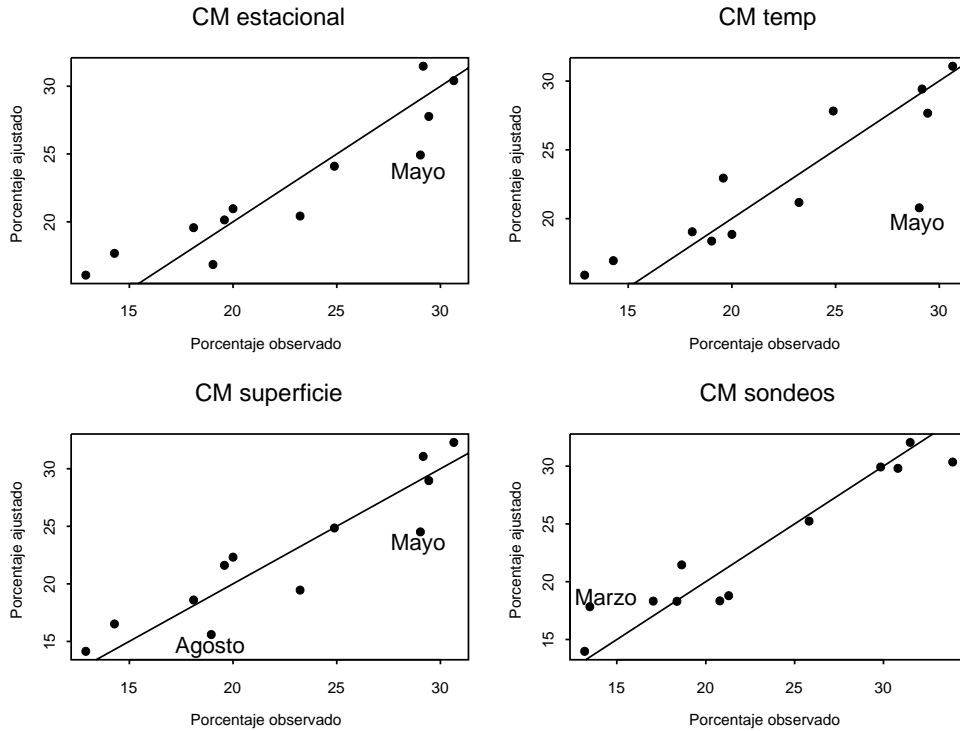 CM estacional
Porcentaje ajustado
30
25
20
Mayo
15
20
25
30
Porcentaje observado
CM temp
Porcentaje ajustado
30
25
20
Mayo
15
20
25
30
Porcentaje observado
CM superficie
Porcentaje ajustado
30
25
20
15
Mayo
Agosto
15
20
25
30
Porcentaje observado
CM sondeos
Porcentaje ajustado
30
25
20
15
Marzo
15
20
25
30
Porcentaje observado